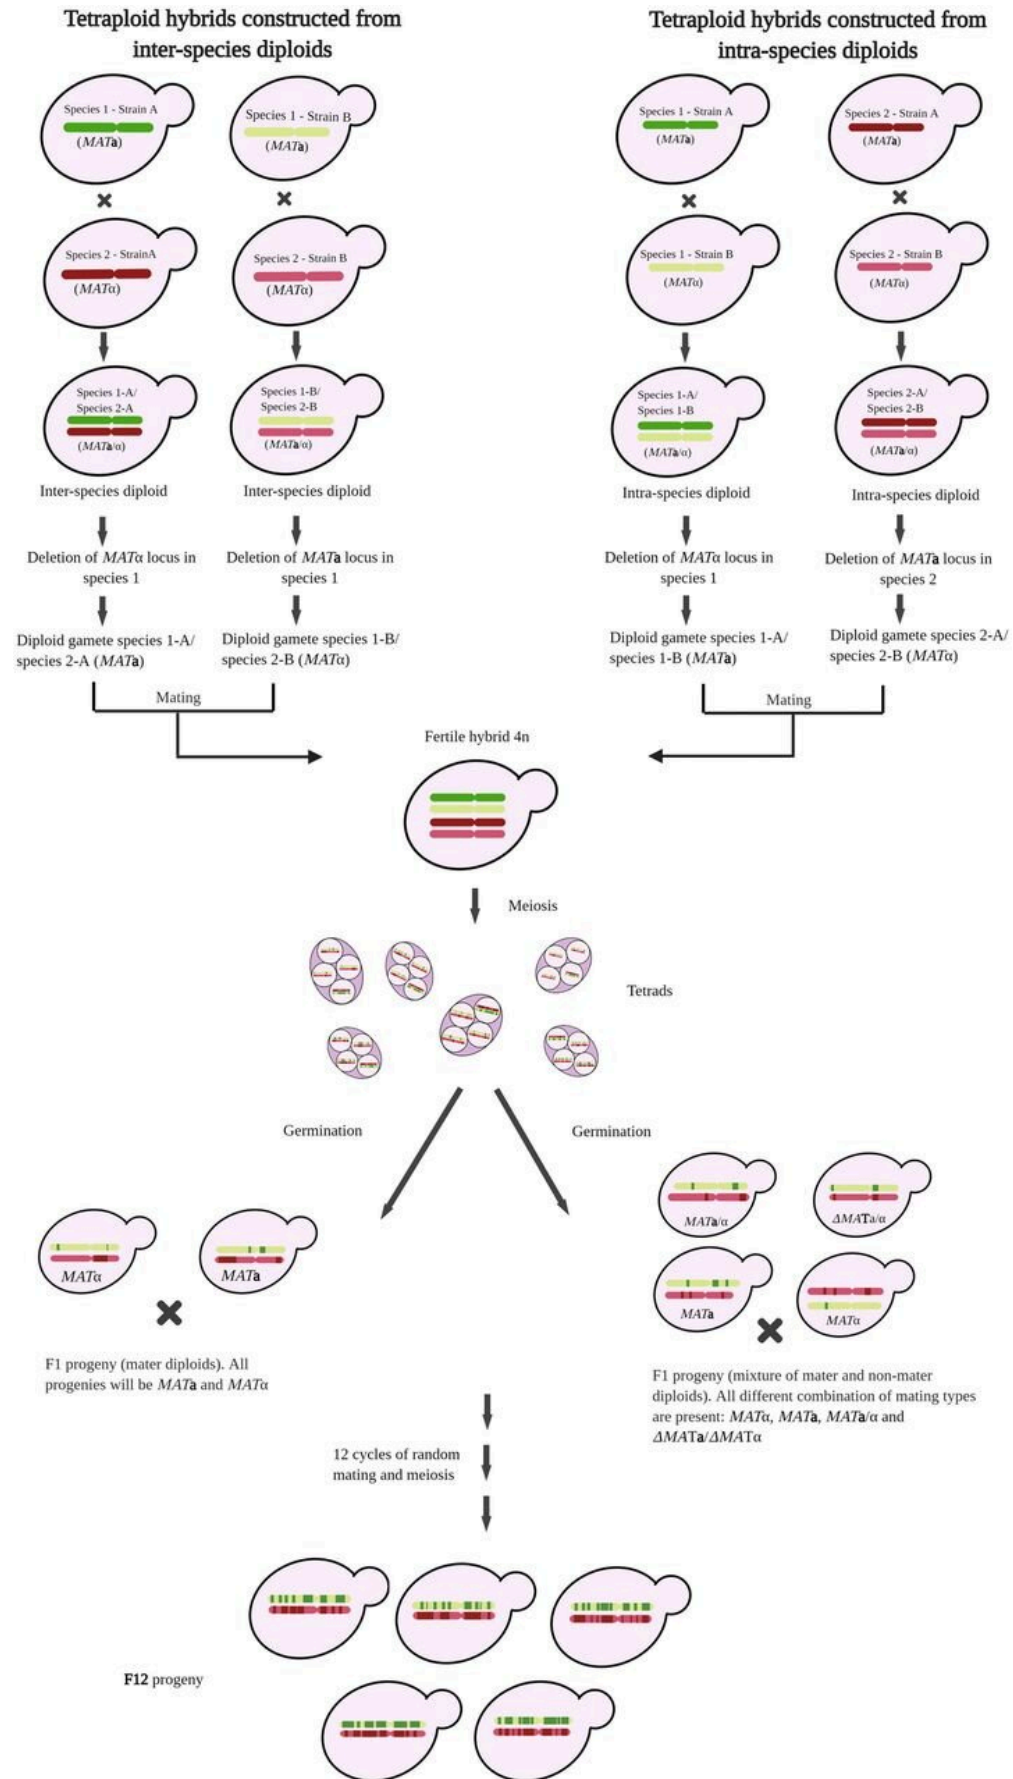 Tetraploid hybrids constructed from
inter-species diploids
Tetraploid hybrids constructed from
intra-species diploids
Species 1 - Strain A
(MATa)
Species 1 - Strain B
(MATa)
Species 1 - Strain A
(MATa)
Species 2 - Strain A
(MATa)
Species 2 - StrainA
(MATα)
Species 2 - Strain B
(MATα)
Species 1 - Strain B
(MATα)
Species 2 - Strain B
(MATα)
Species 1-A/
Species 2-A
(MATa/α)
Species 1-B/
Species 2-B
(MATa/α)
Species 1-A/
Species 1-B
(MATa/α)
Species 2-A/
Species 2-B
(MATa/α)
Inter-species diploid
Inter-species diploid
Intra-species diploid
Intra-species diploid
Deletion of MATα locus in
species 1
Deletion of MATa locus in
species 1
Deletion of MATα locus in
species 1
Deletion of MATa locus in
species 2
Diploid gamete species 1-A/
species 2-A (MATa)
Diploid gamete species 1-B/
species 2-B (MATα)
Diploid gamete species 1-A/
species 1-B (MATa)
Diploid gamete species 2-A/
species 2-B (MATα)
Mating
Mating
Fertile hybrid 4n
Meiosis
Tetrads
Germination
Germination
MATα
MATa
MATa/α
ΔMATa/α
MATa
MATα
F1 progeny (mater diploids). All
progenies will be MATa and MATα
F1 progeny (mixture of mater and non-mater
diploids). All different combination of mating types
are present: MATα, MATa, MATa/α and
ΔMATa/ΔMATα
12 cycles of random
mating and meiosis
F12 progeny